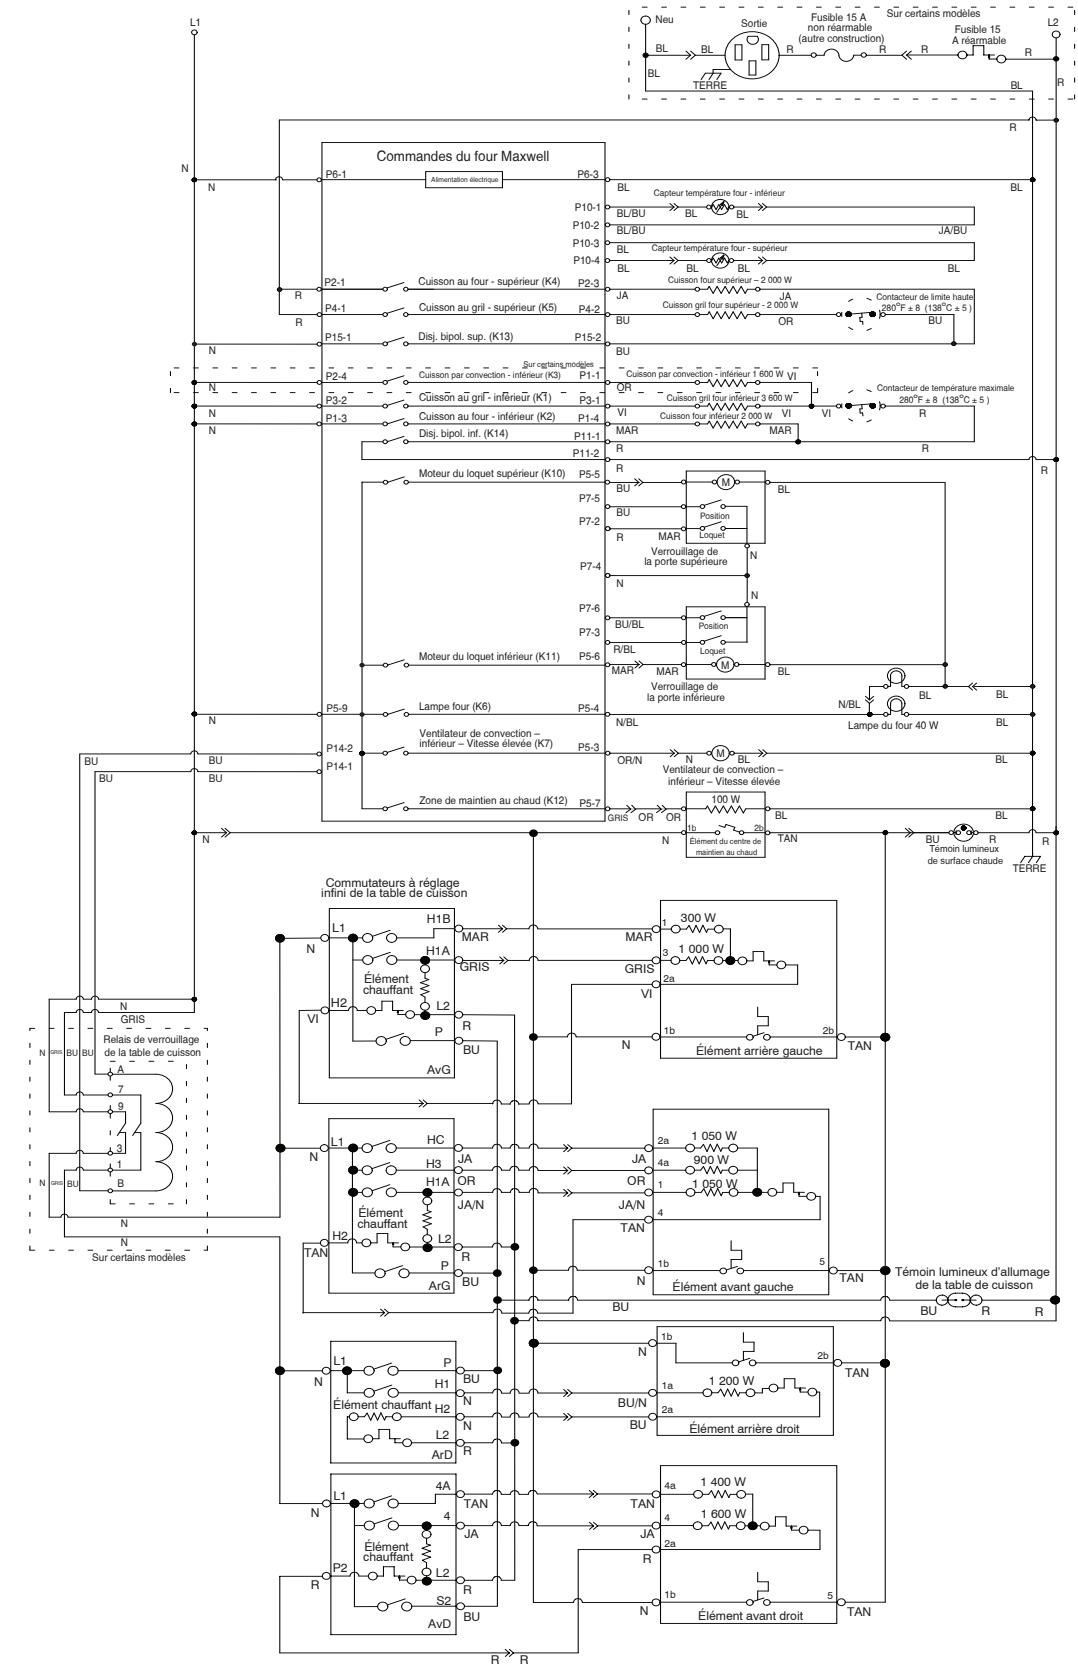 L1
Neu
Sortie
Fusible 15 A
non réarmable
(autre construction)
Sur certains modèles
Fusible 15
A réarmable
L2
BL
BL
R
R
R
R
BL
TERRE
BL
R
R
N
Commandes du four Maxwell
P6-1
Alimentation électrique
P6-3
N
BL
BL
P10-1
Capteur température four - inférieur
BL/BU
BL
BL
P10-2
BL/BU
JA/BU
P10-3
BL
Capteur température four - supérieur
P10-4
BL
BL
BL
BL
P2-1
Cuisson au four - supérieur (K4)
P2-3
Cuisson four supérieur – 2 000 W
R
JA
JA
P4-1
Cuisson au gril - supérieur (K5)
P4-2
Cuisson gril four supérieur - 2 000 W
Contacteur de limite haute
280°F ± 8 (138°C ± 5 )
R
BU
OR
BU
P15-1
Disj. bipol. sup. (K13)
P15-2
N
BU
Sur certains modèles
P2-4
Cuisson par convection - inférieur (K3)
P1-1
Cuisson par convection - inférieur 1 600 W
VI
N
OR
P3-2
Cuisson au gril - inférieur (K1)
P3-1
Cuisson gril four inférieur 3 600 W
Contacteur de température maximale
280°F ± 8 (138°C ± 5 )
N
VI
VI
VI
R
P1-3
Cuisson au four - inférieur (K2)
P1-4
Cuisson four inférieur 2 000 W
N
MAR
MAR
Disj. bipol. inf. (K14)
P11-1
R
R
P11-2
R
R
Moteur du loquet supérieur (K10)
P5-5
BU
M
BL
P7-5
BU
Position
P7-2
R
MAR
Loquet
Verrouillage de
la porte supérieure
N
P7-4
N
N
P7-6
BU/BL
Position
P7-3
R/BL
Loquet
Moteur du loquet inférieur (K11)
P5-6
MAR
MAR
M
BL
Verrouillage de
la porte inférieure
BL
BL
N/BL
P5-9
Lampe four (K6)
P5-4
N
N/BL
Lampe du four 40 W
BL
Ventilateur de convection –
inférieur – Vitesse élevée (K7)
P5-3
P14-2
BU
BU
OR/N
N
M
BL
BL
P14-1
BU
BU
Ventilateur de convection –
inférieur – Vitesse élevée
Zone de maintien au chaud (K12)
P5-7
100 W
GRIS
OR
OR
BL
BL
N
N
1b
2b
TAN
Élément du centre de
maintien au chaud
BU
R
R
Témoin lumineux
de surface chaude
TERRE
Commutateurs à réglage
infini de la table de cuisson
L1
H1B
MAR
MAR
1
300 W
N
H1A
GRIS
GRIS
3
1 000 W
Élément
chauffant
2a
VI
H2
L2
VI
R
P
BU
N
1b
2b
TAN
Élément arrière gauche
AvG
N
GRIS
N
GRIS
BU
BU
Relais de verrouillage
de la table de cuisson
A
7
9
3
1
B
N
GRIS
BU
N
N
Sur certains modèles
L1
HC
JA
JA
2a
1 050 W
N
H3
OR
OR
4a
900 W
H1A
JA/N
JA/N
1
1 050 W
Élément
chauffant
TAN
4
H2
L2
TAN
R
P
BU
N
1b
5
TAN
Élément avant gauche
ArG
Témoin lumineux d'allumage
de la table de cuisson
BU
BU
R
R
L1
P
BU
N
1b
2b
TAN
N
H1
N
BU/N
1a
1 200 W
Élément chauffant
H2
N
BU
2a
L2
R
Élément arrière droit
ArD
L1
4A
TAN
TAN
4a
1 400 W
N
4
JA
JA
4
1 600 W
Élément
chauffant
R
2a
P2
L2
R
R
S2
BU
N
1b
5
TAN
Élément avant droit
AvD
R
R